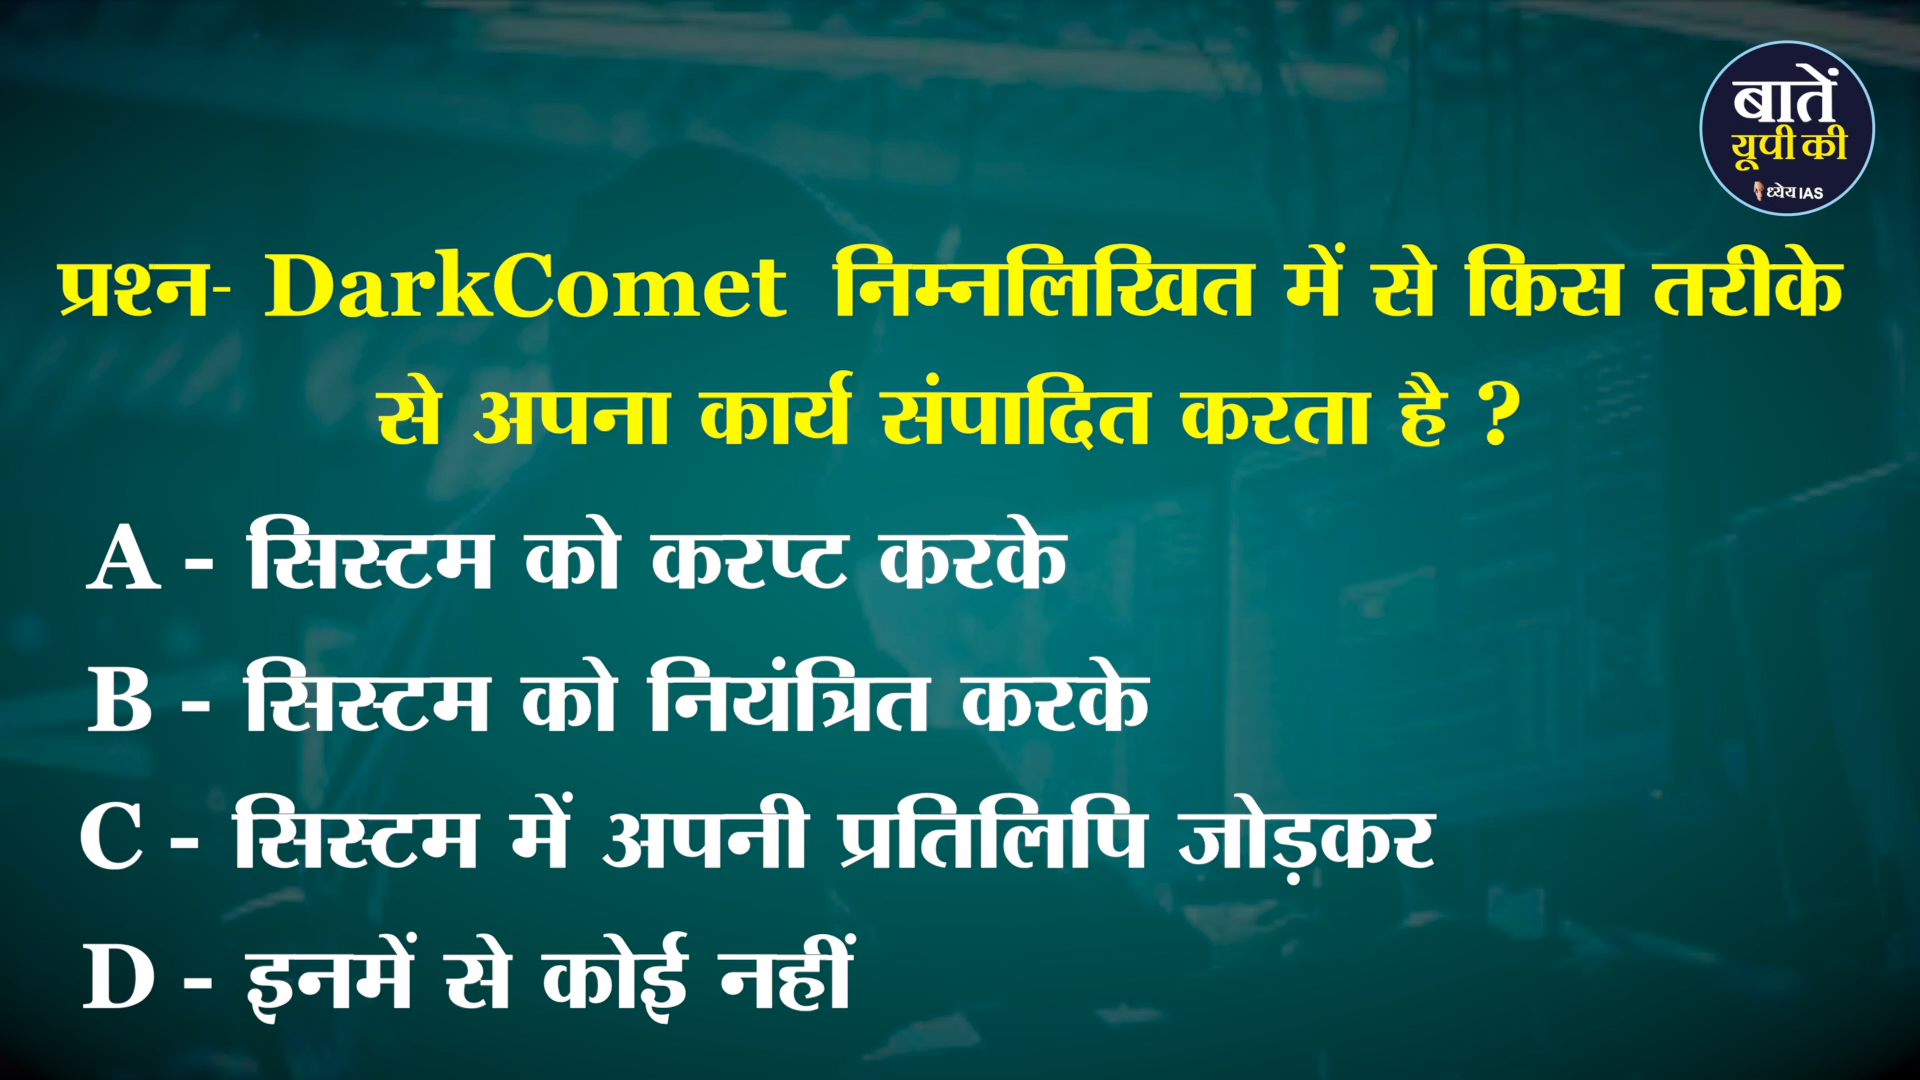 बातें
यूपी की
ध्येय IAS
प्रश्न- DarkComet निम्नलिखित में से किस तरीके
से अपना कार्य संपादित करता है ?
A - सिस्टम को करप्ट करके
B - सिस्टम को नियंत्रित करके
C - सिस्टम में अपनी प्रतिलिपि जोड़कर
D - इनमें से कोई नहीं